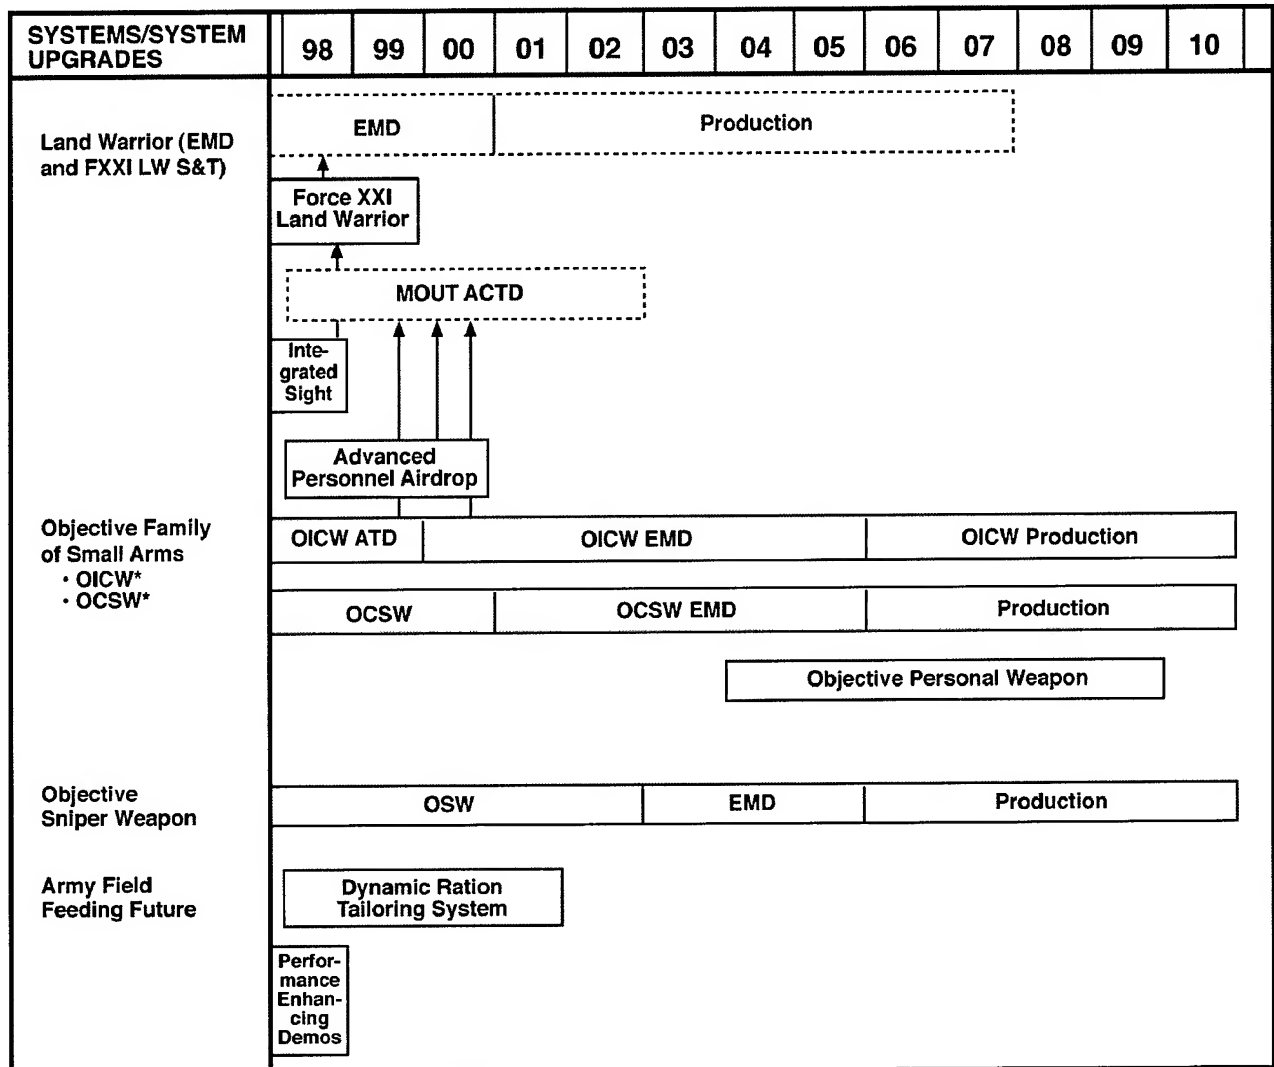 SYSTEMS/SYSTEM
UPGRADES
98 99 00 01 02 03 04 05 06 07 08 09 10
Land Warrior (EMD
and FXXI LW S&T)
EMD
Production
Force XXI
Land Warrior
MOUT ACTD
Inte-
grated
Sight
Advanced
Personnel Airdrop
Objective Family
of Small Arms
• OICW*
• OCSW*
OICW ATD
OICW EMD
OICW Production
OCSW
OCSW EMD
Production
Objective Personal Weapon
Objective
Sniper Weapon
OSW
EMD
Production
Army Field
Feeding Future
Dynamic Ration
Tailoring System
Perfor-
mance
Enhan-
cing
Demos